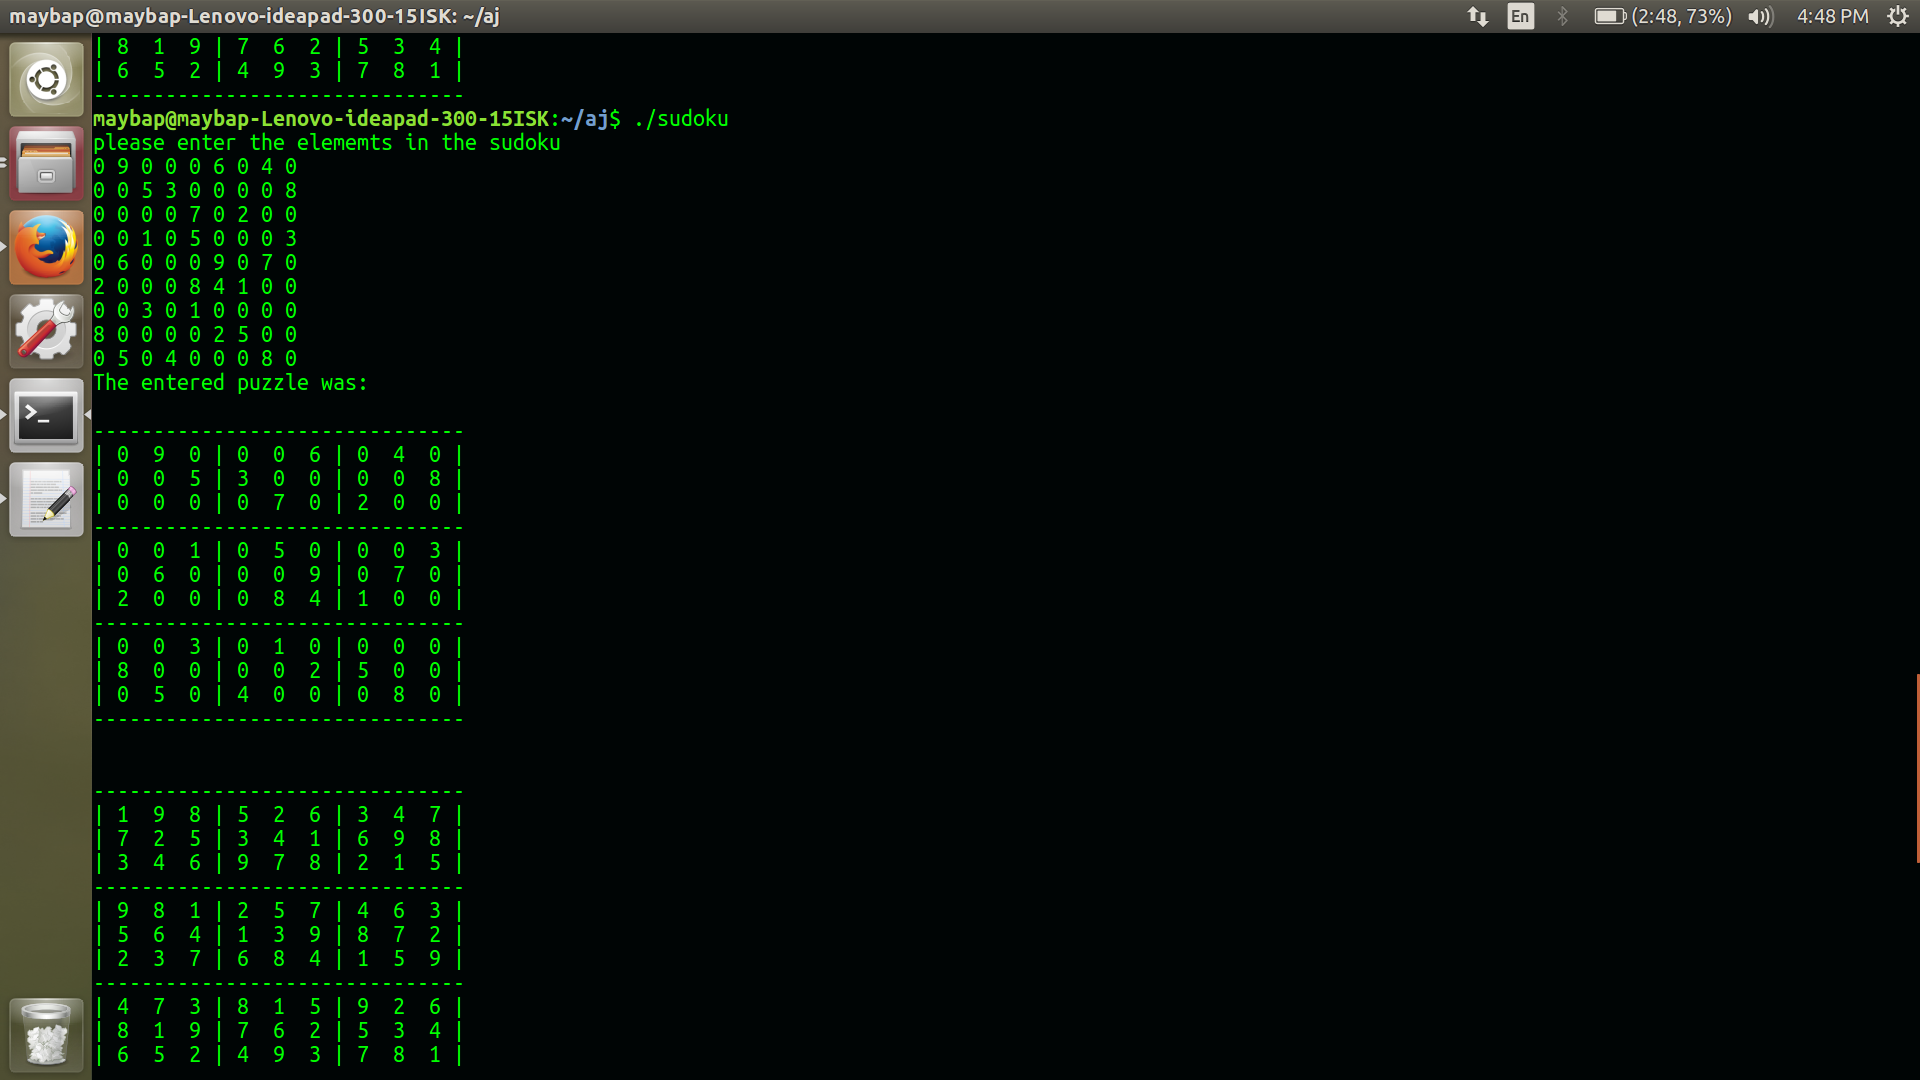 maybap@maybap-Lenovo-ideapad-300-15ISK: ~/aj En (2:48, 73%) 4:48 PM
| 8 1 9 | 7 6 2 | 5 3 4 |
| 6 5 2 | 4 9 3 | 7 8 1 |
-------------------------------
maybap@maybap-Lenovo-ideapad-300-15ISK:~/aj$ ./sudoku
please enter the elememts in the sudoku
0 9 0 0 0 6 0 4 0
0 0 5 3 0 0 0 0 8
0 0 0 0 7 0 2 0 0
0 0 1 0 5 0 0 0 3
0 6 0 0 0 9 0 7 0
2 0 0 0 8 4 1 0 0
0 0 3 0 1 0 0 0 0
8 0 0 0 0 2 5 0 0
0 5 0 4 0 0 0 8 0
The entered puzzle was:
-------------------------------
| 0 9 0 | 0 0 6 | 0 4 0 |
| 0 0 5 | 3 0 0 | 0 0 8 |
| 0 0 0 | 0 7 0 | 2 0 0 |
-------------------------------
| 0 0 1 | 0 5 0 | 0 0 3 |
| 0 6 0 | 0 0 9 | 0 7 0 |
| 2 0 0 | 0 8 4 | 1 0 0 |
-------------------------------
| 0 0 3 | 0 1 0 | 0 0 0 |
| 8 0 0 | 0 0 2 | 5 0 0 |
| 0 5 0 | 4 0 0 | 0 8 0 |
-------------------------------
-------------------------------
| 1 9 8 | 5 2 6 | 3 4 7 |
| 7 2 5 | 3 4 1 | 6 9 8 |
| 3 4 6 | 9 7 8 | 2 1 5 |
-------------------------------
| 9 8 1 | 2 5 7 | 4 6 3 |
| 5 6 4 | 1 3 9 | 8 7 2 |
| 2 3 7 | 6 8 4 | 1 5 9 |
-------------------------------
| 4 7 3 | 8 1 5 | 9 2 6 |
| 8 1 9 | 7 6 2 | 5 3 4 |
| 6 5 2 | 4 9 3 | 7 8 1 |